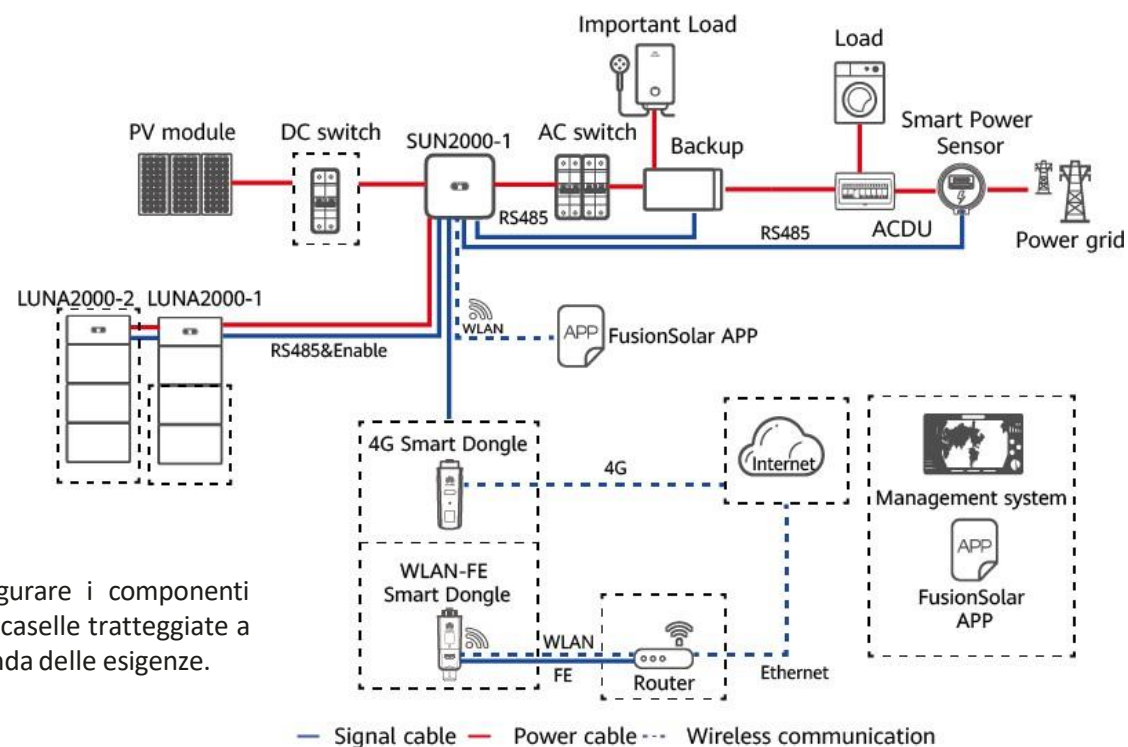 Important Load
Load
PV module
DC switch
SUN2000-1
AC switch
Backup
Smart Power
Sensor
RS485
RS485
ACDU
Power grid
LUNA2000-2
LUNA2000-1
RS485&Enable
WLAN
APP
FusionSolar APP
4G Smart Dongle
4G
Internet
Management system
APP
FusionSolar
APP
WLAN-FE
Smart Dongle
WLAN
FE
Router
Ethernet
gurare i componenti
caselle tratteggiate a
nda delle esigenze.
Signal cable
Power cable
Wireless communication